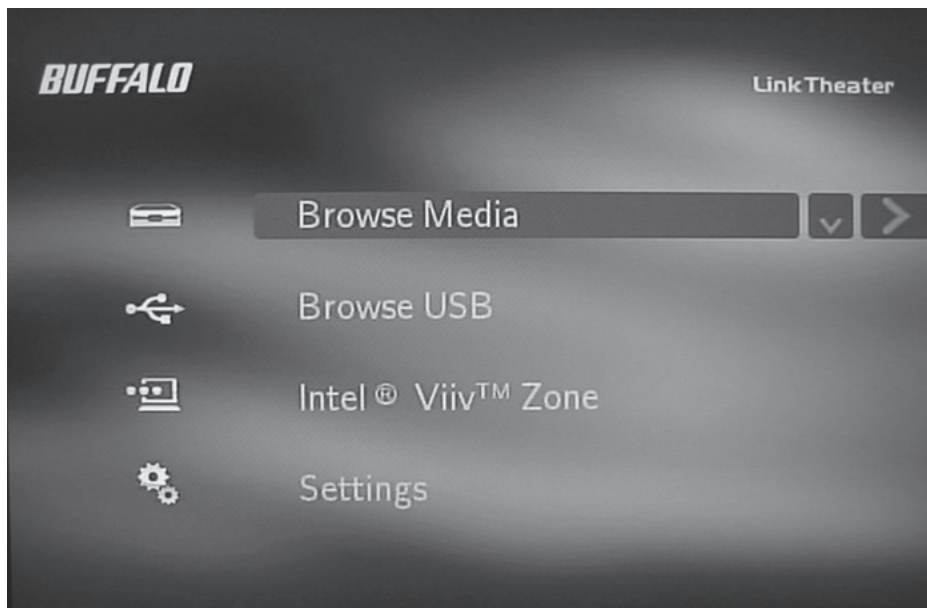 BUFFALO
LinkTheater
Browse Media
Browse USB
Intel ® Viiv™ Zone
Settings